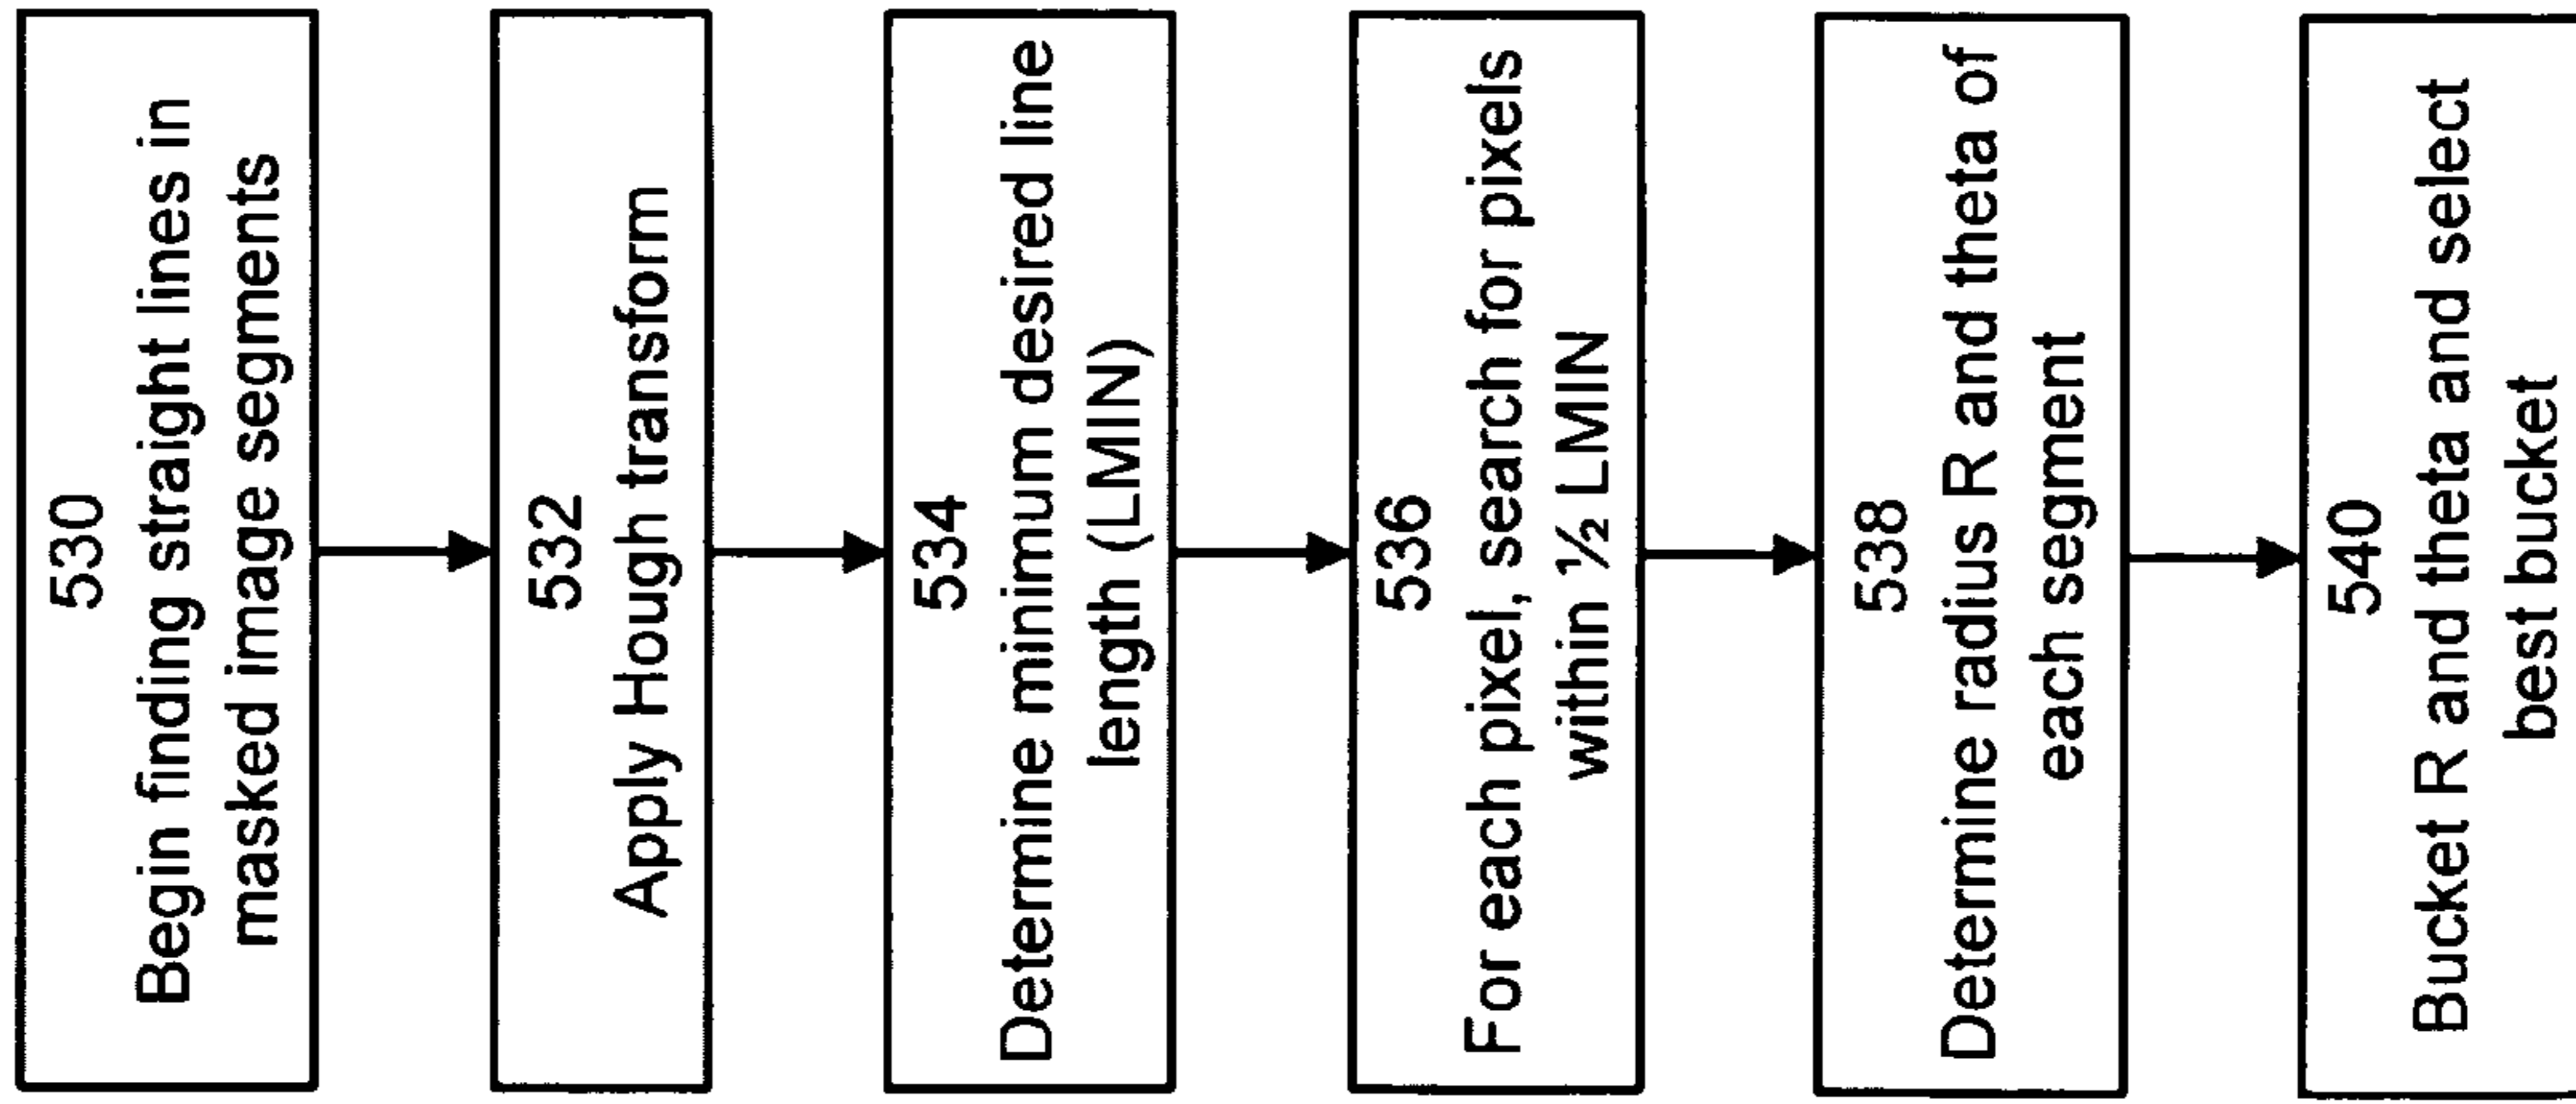 530
Begin finding straight lines in
masked image segments
532
Apply Hough transform
534
Determine minimum desired line
length (LMIN)
536
For each pixel, search for pixels
within ½ LMIN
538
Determine radius R and theta of
each segment
540
Bucket R and theta and select
best bucket